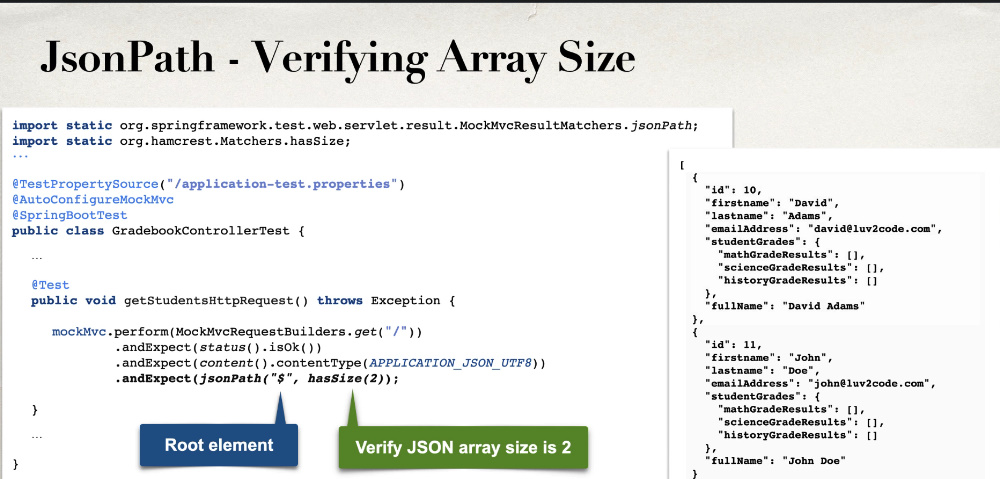 JsonPath - Verifying Array Size
import static org.springframework.test.web.servlet.result.MockMvcResultMatchers.jsonPath;
import static org.hamcrest.Matchers.hasSize;
...
@TestPropertySource("/application-test.properties")
@AutoConfigureMockMvc
@SpringBootTest
public class GradebookControllerTest {
...
@Test
public void getStudentsHttpRequest() throws Exception {
mockMvc.perform(MockMvcRequestBuilders.get("/"))
.andExpect(status().isOk())
.andExpect(content().contentType(APPLICATION_JSON_UTF8))
.andExpect(jsonPath("$", hasSize(2));
}
...
}
Root element
Verify JSON array size is 2
[
{
"id": 10,
"firstname": "David",
"lastname": "Adams",
"emailAddress": "david@luv2code.com",
"studentGrades": {
"mathGradeResults": [],
"scienceGradeResults": [],
"historyGradeResults": []
},
"fullName": "David Adams"
},
{
"id": 11,
"firstname": "John",
"lastname": "Doe",
"emailAddress": "john@luv2code.com",
"studentGrades": {
"mathGradeResults": [],
"scienceGradeResults": [],
"historyGradeResults": []
},
"fullName": "John Doe"
}